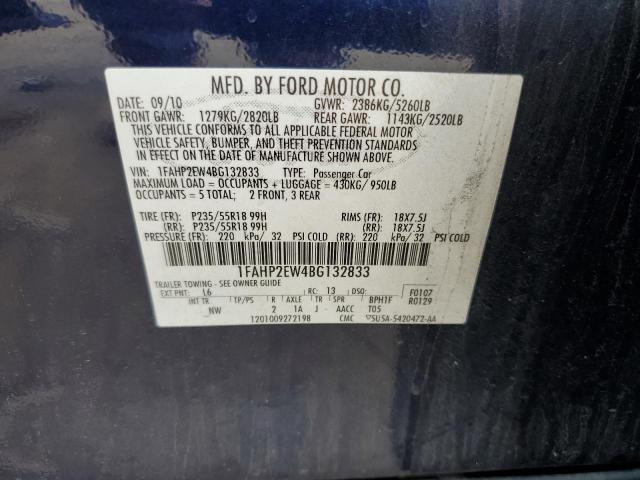 MFD. BY FORD MOTOR CO.
DATE: 09/10 GVWR: 2386KG/5260LB
FRONT GAWR: 1279KG/2820LB REAR GAWR: 1143KG/2520LB
THIS VEHICLE CONFORMS TO ALL APPLICABLE FEDERAL MOTOR
VEHICLE SAFETY, BUMPER, AND THEFT PREVENTION STANDARDS
IN EFFECT ON THE DATE OF MANUFACTURE SHOWN ABOVE.
VIN: 1FAHP2EW4BG132833 TYPE: Passenger Car
MAXIMUM LOAD = OCCUPANTS + LUGGAGE = 430KG/950LB
OCCUPANTS = 5 TOTAL; 2 FRONT, 3 REAR
TIRE (FR): P235/55R18 99H RIMS (FR): 18X7.5J
(RR): P235/55R18 99H (RR): 18X7.5J
PRESSURE (FR): 220 kPa/32 PSI COLD (RR): 220 kPa/32 PSI COLD
1FAHP2EW4BG132833
TRAILER TOWING - SEE OWNER GUIDE
EXT PNT: L6 RC: 13 DSO: F0107
INT TR TP/PS R AXLE TR SPR BPH1F R0129
_NW 2 1A J AACC T05
1201009272198 CMC 5U5A-5420472-AA